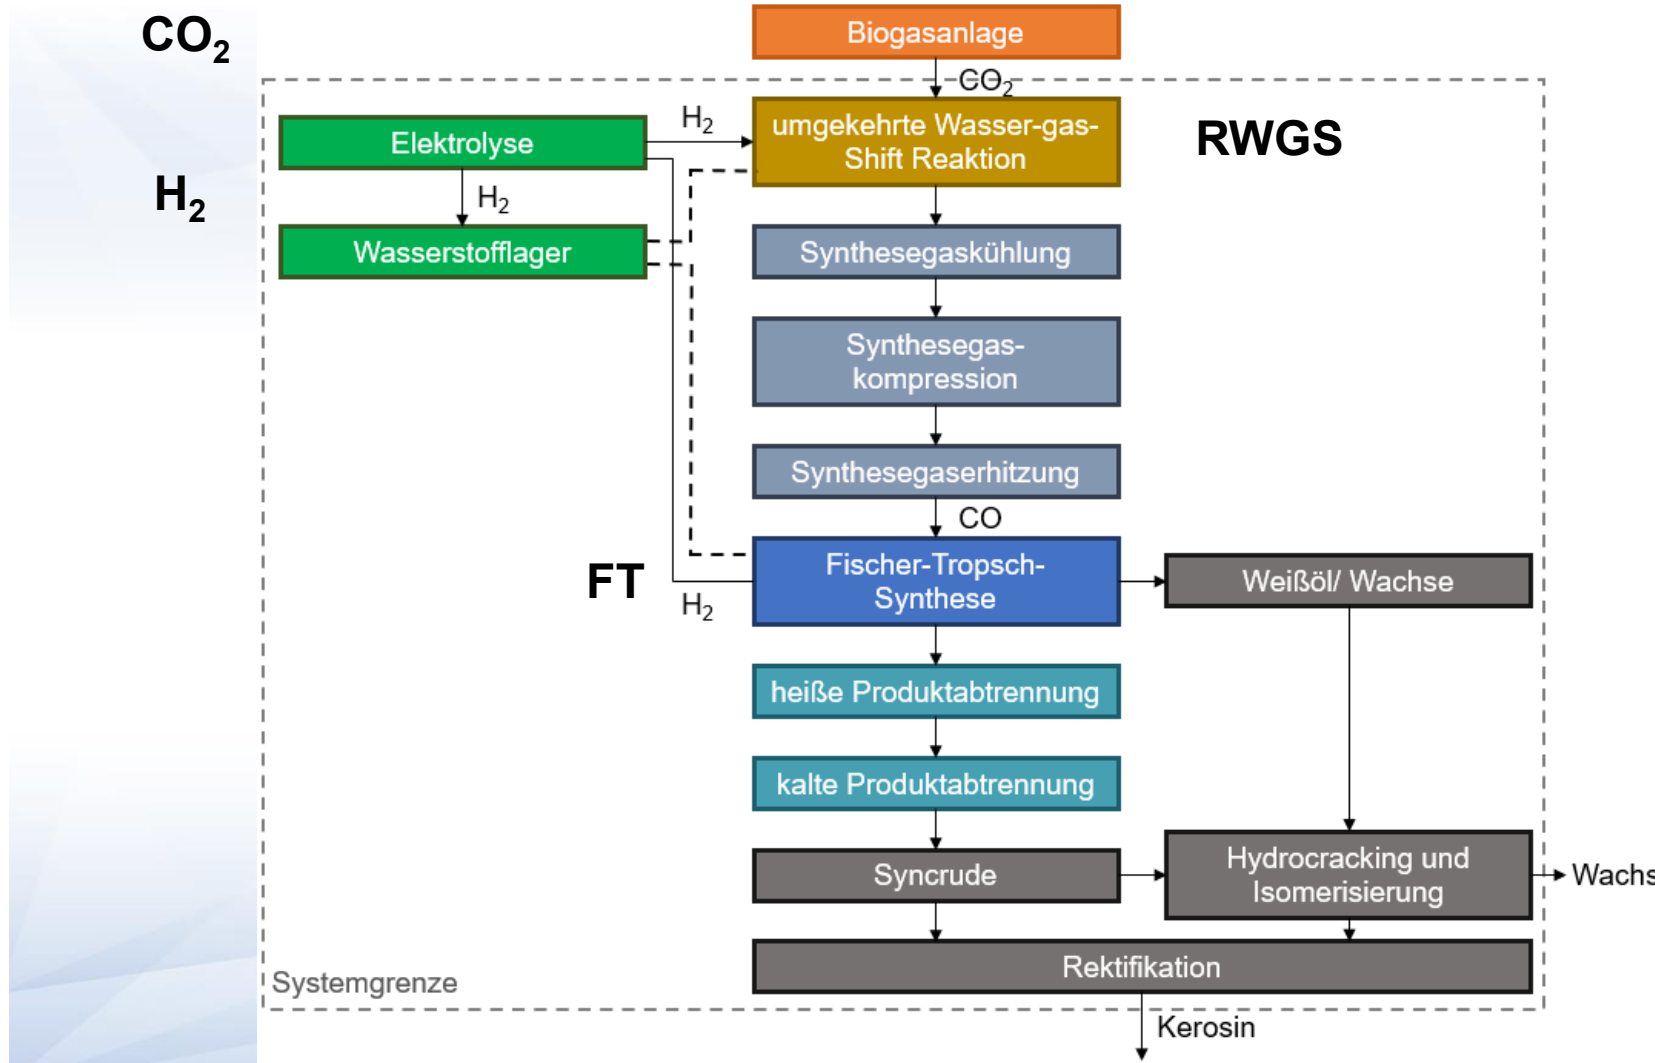 CO₂
Biogasanlage
CO₂
H₂
Elektrolyse
umgekehrte Wasser-gas-
Shift Reaktion
RWGS
H₂
H₂
Wasserstofflager
Synthesegaskühlung
Synthesegas-
kompression
Synthesegaserhitzung
CO
FT
H₂
Fischer-Tropsch-
Synthese
Weißöl/ Wachse
heiße Produktabtrennung
kalte Produktabtrennung
Syncrude
Hydrocracking und
Isomerisierung
Wachs
Rektifikation
Systemgrenze
Kerosin